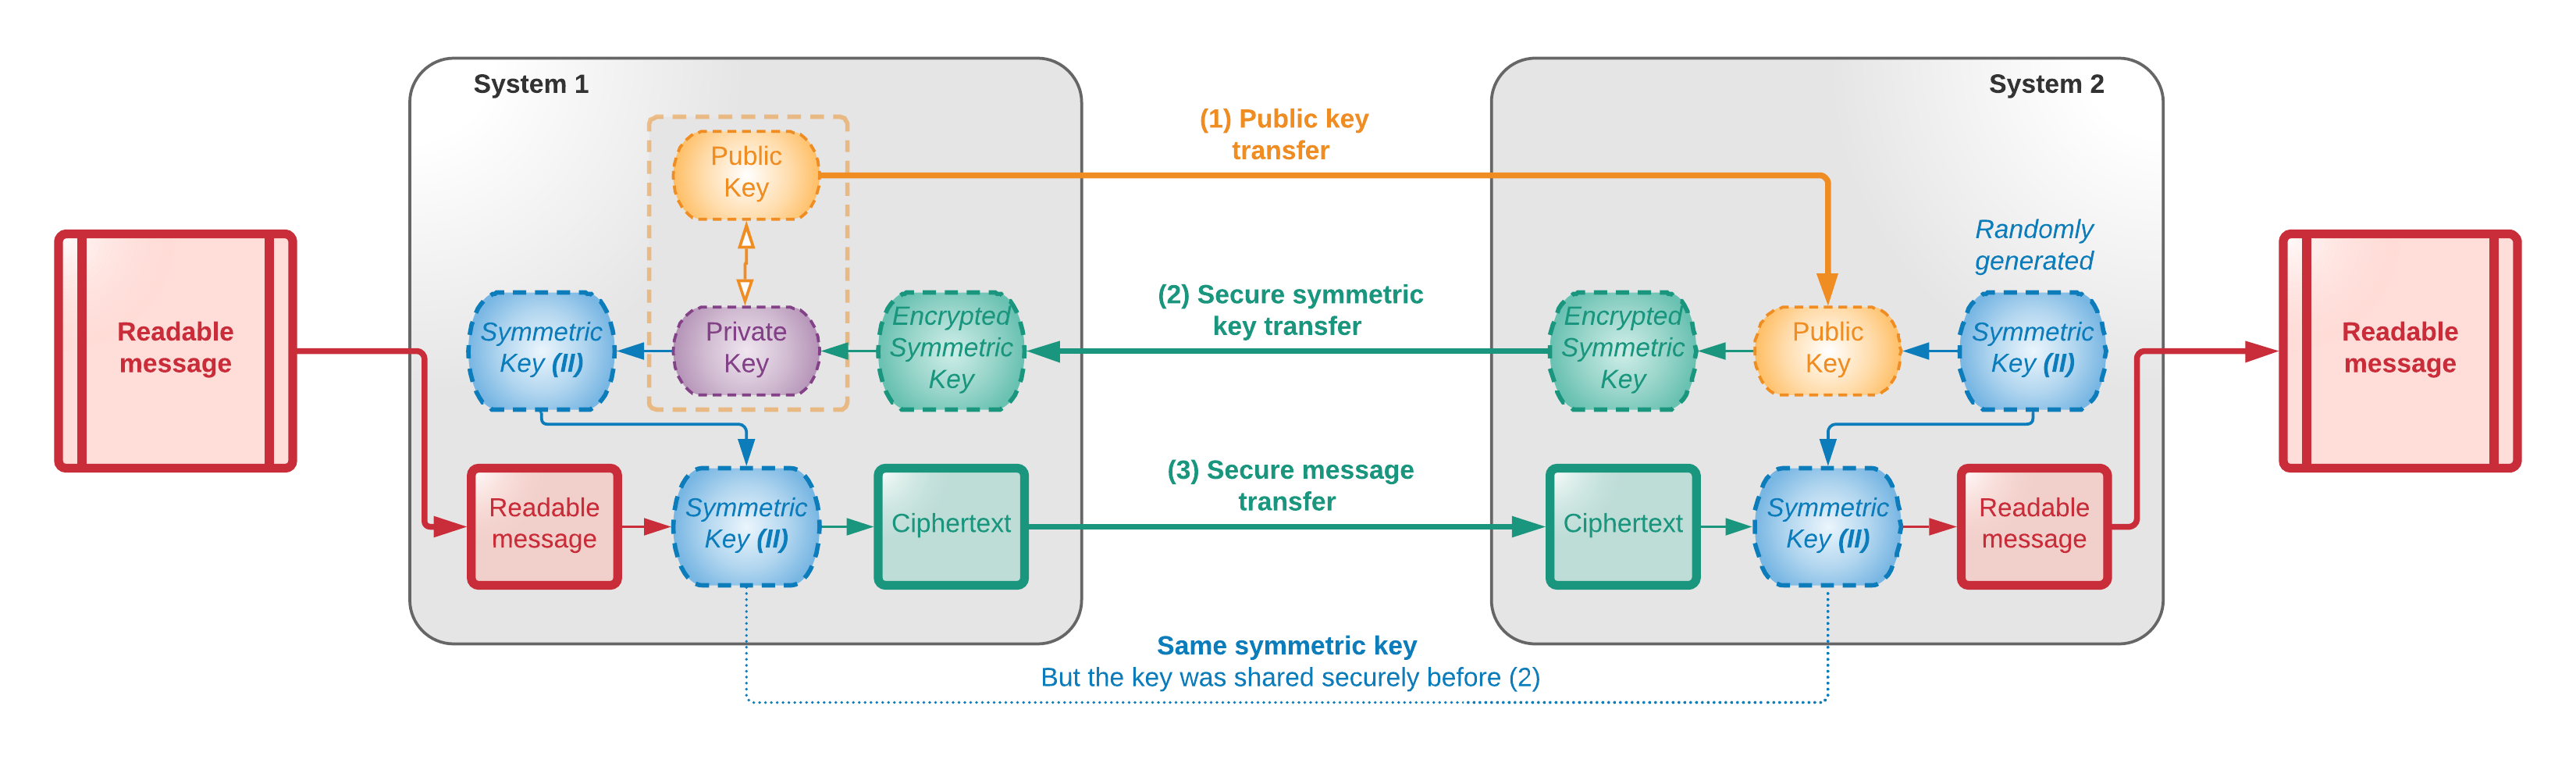 System 1
System 2
(1) Public key
transfer
Public
Key
Randomly
generated
(2) Secure symmetric
key transfer
Readable
message
Symmetric
Key (II)
Private
Key
Encrypted
Symmetric
Key
Encrypted
Symmetric
Key
Public
Key
Symmetric
Key (II)
Readable
message
(3) Secure message
transfer
Readable
message
Symmetric
Key (II)
Ciphertext
Ciphertext
Symmetric
Key (II)
Readable
message
Same symmetric key
But the key was shared securely before (2)